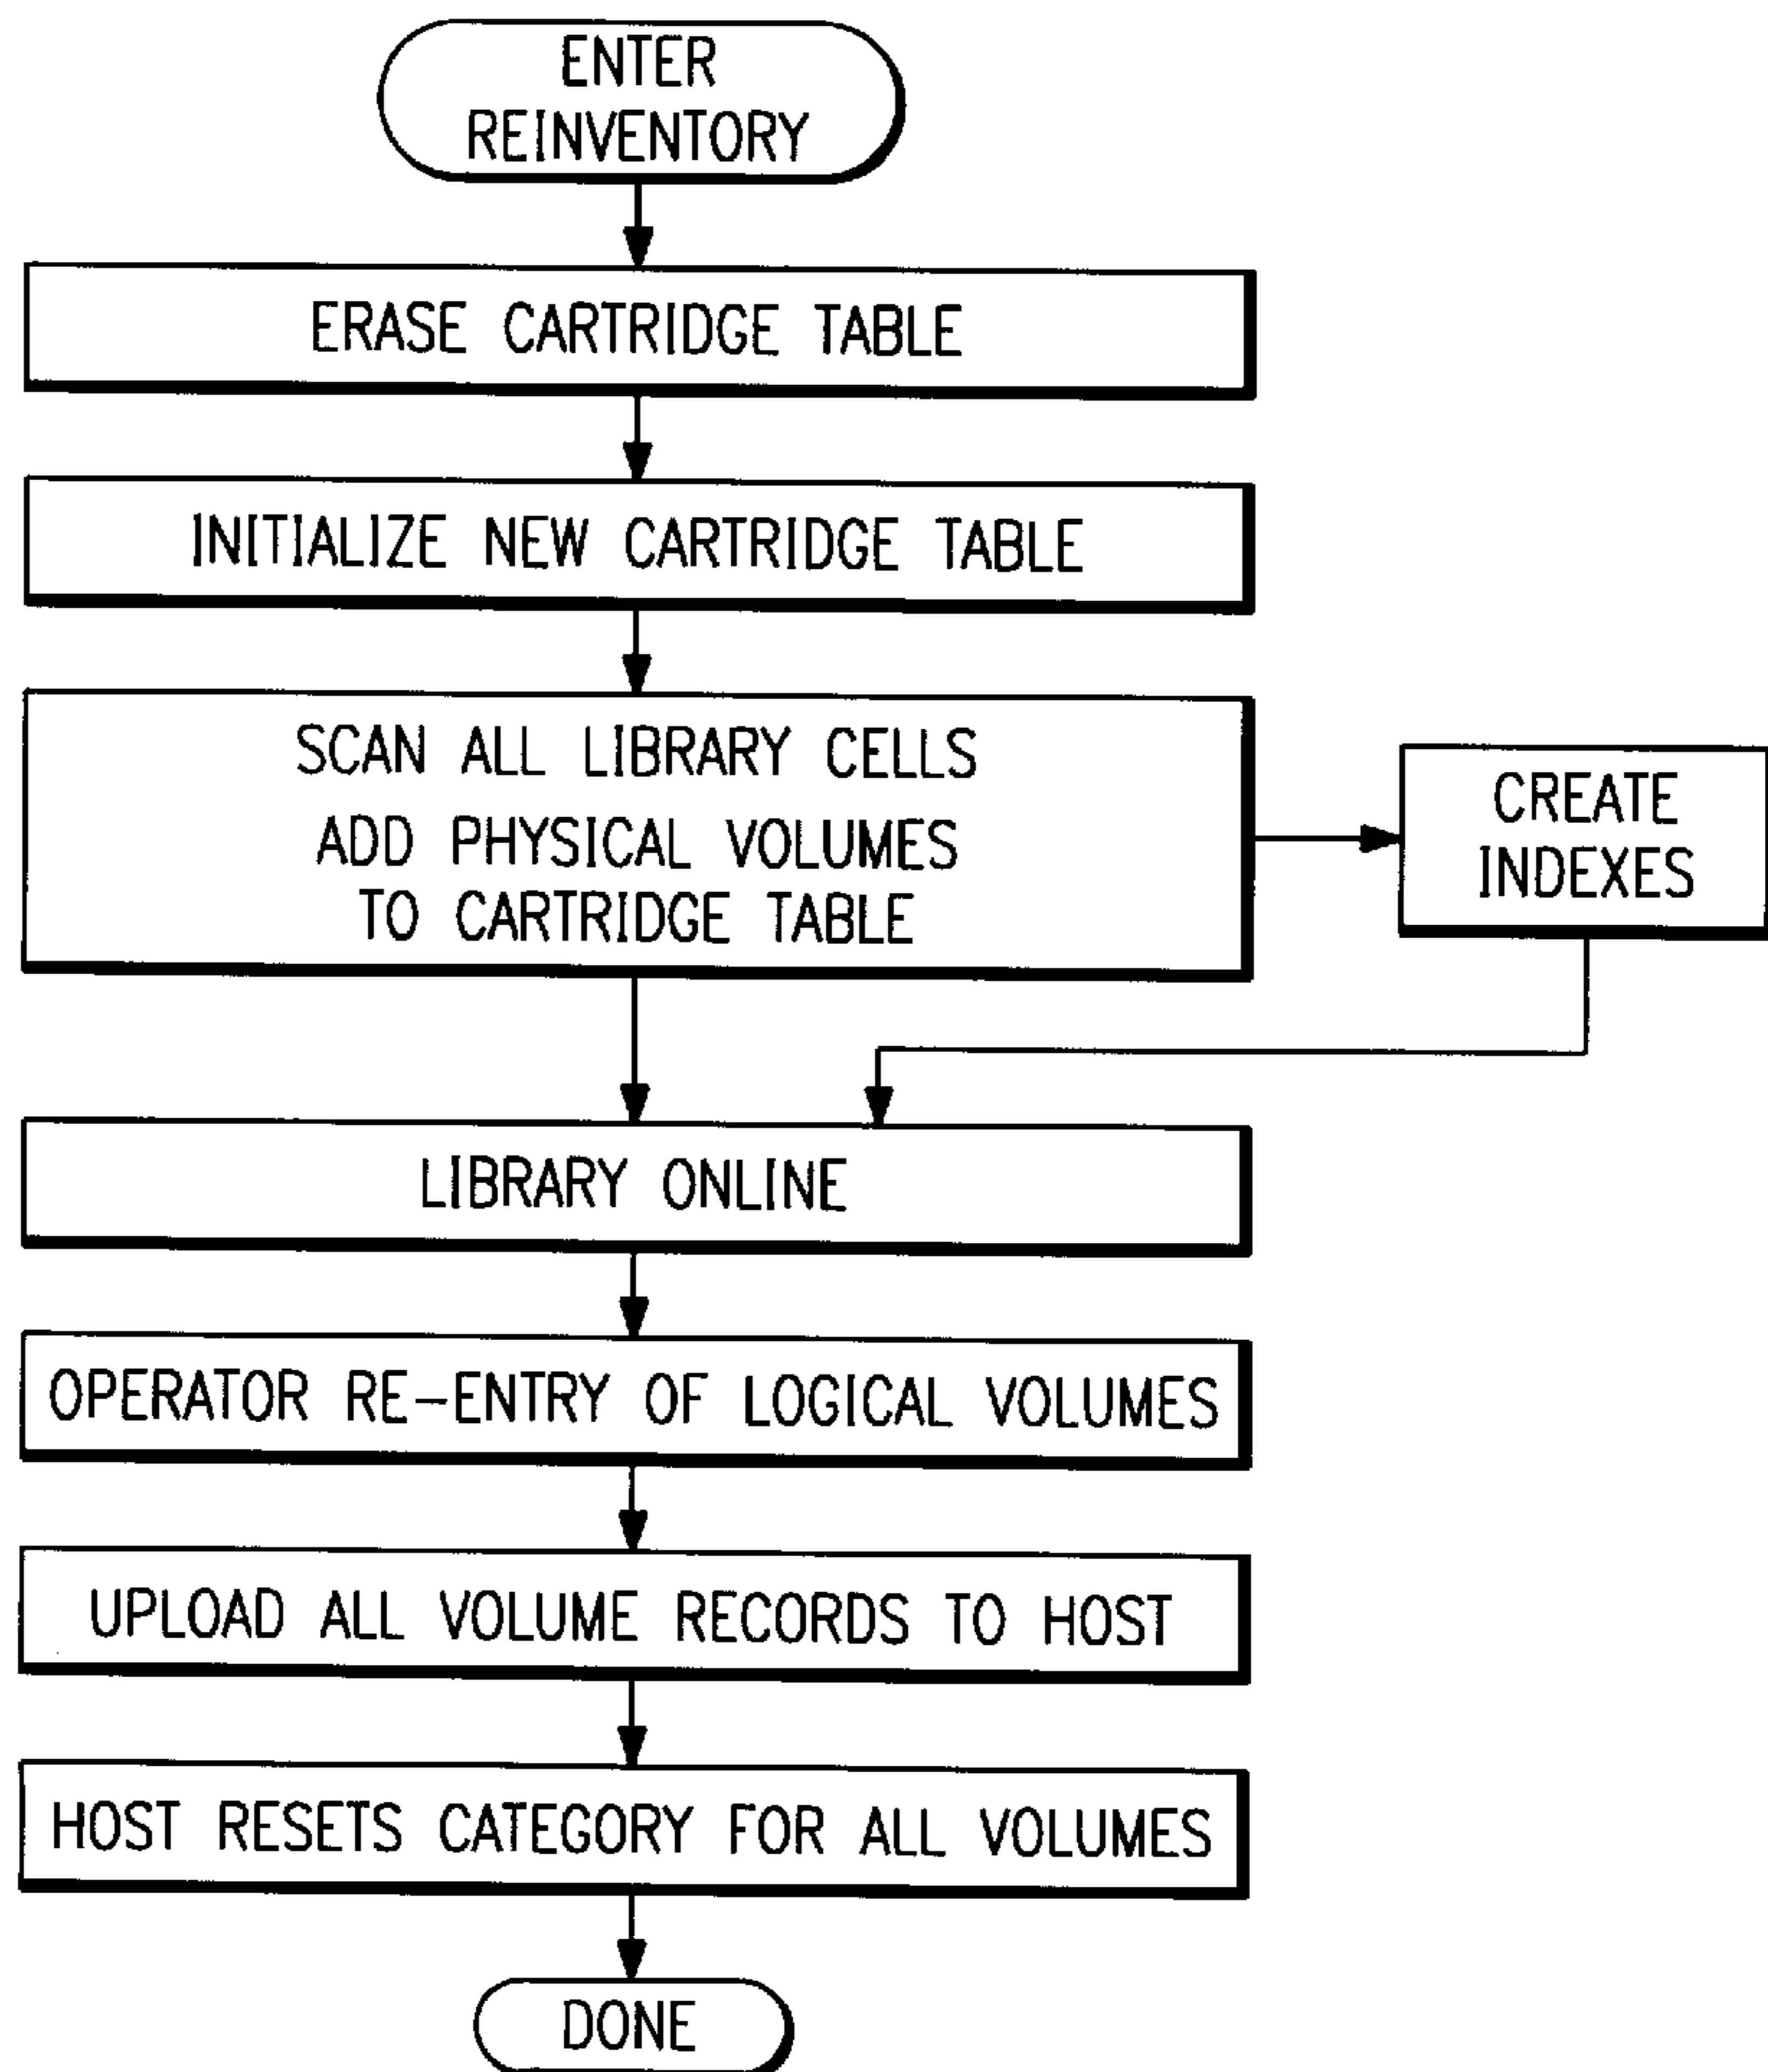 ENTER
REINVENTORY
ERASE CARTRIDGE TABLE
INITIALIZE NEW CARTRIDGE TABLE
SCAN ALL LIBRARY CELLS
ADD PHYSICAL VOLUMES
TO CARTRIDGE TABLE
CREATE
INDEXES
LIBRARY ONLINE
OPERATOR RE-ENTRY OF LOGICAL VOLUMES
UPLOAD ALL VOLUME RECORDS TO HOST
HOST RESETS CATEGORY FOR ALL VOLUMES
DONE